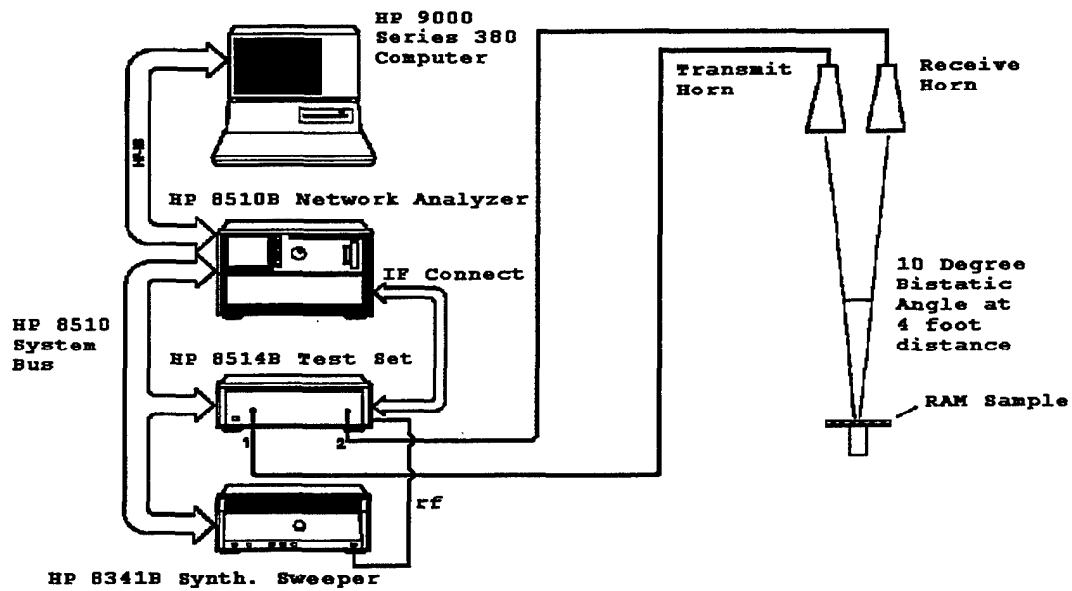 HP 9000
Series 380
Computer
Transmit
Horn
Receive
Horn
HP-IB
HP 8510B Network Analyzer
IF Connect
10 Degree
Bistatic
Angle at
4 foot
distance
HP 8510
System
Bus
HP 8514B Test Set
RAM Sample
1
2
rf
HP 8341B Synth. Sweeper